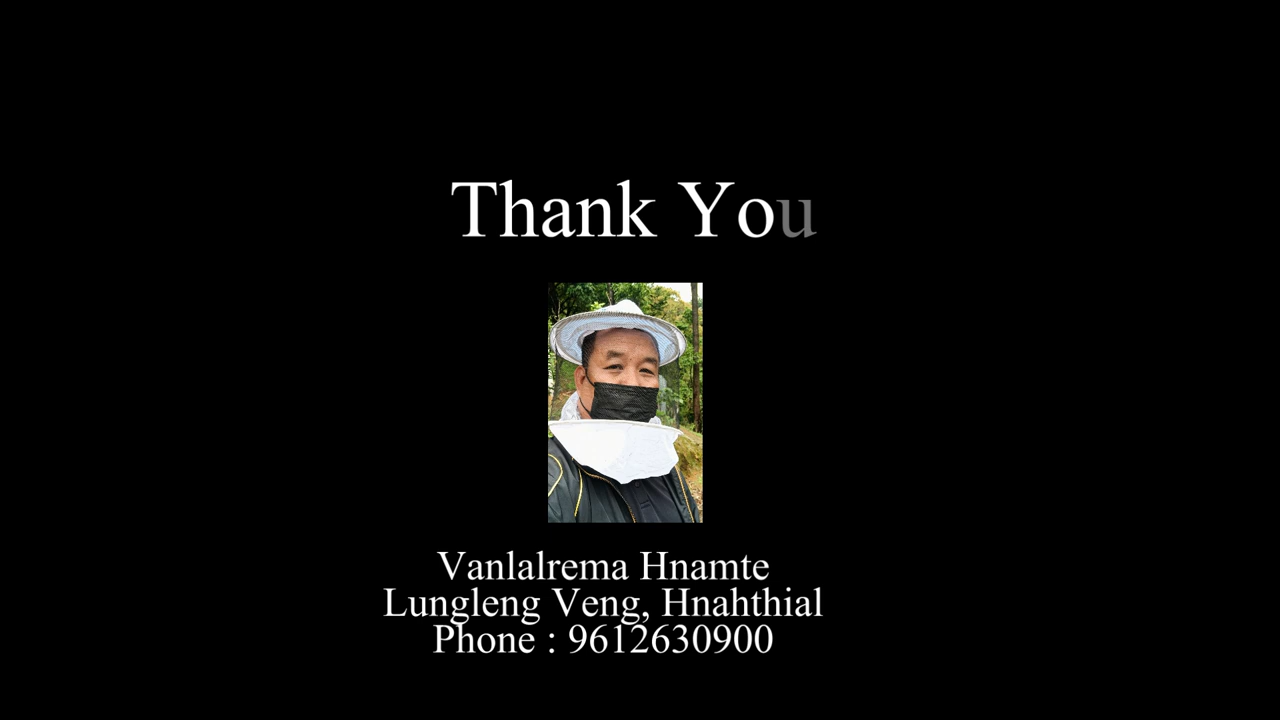 Thank You
Vanlalrema Hnamte
Lungleng Veng, Hnahthial
Phone : 9612630900